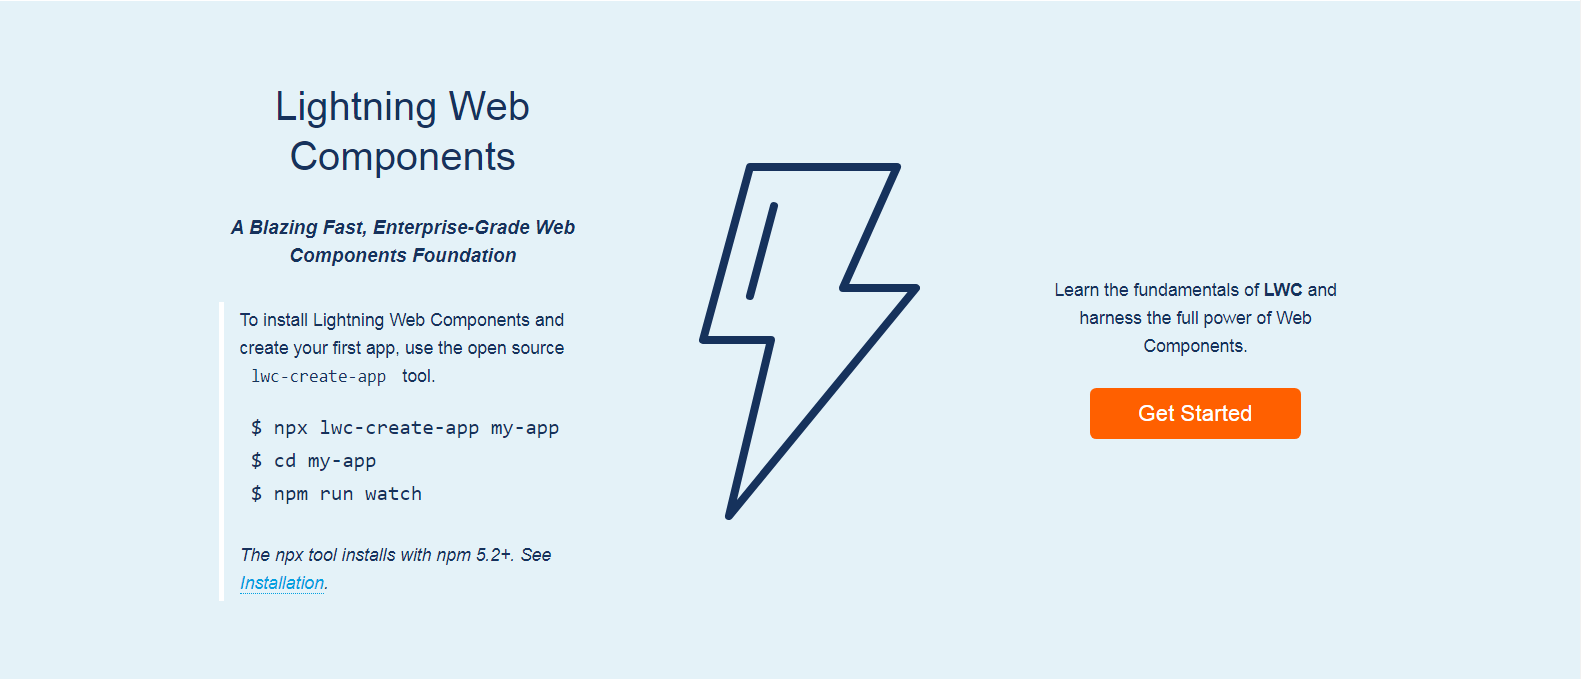 Lightning Web
Components
A Blazing Fast, Enterprise-Grade Web
Components Foundation
To install Lightning Web Components and
create your first app, use the open source
lwc-create-app tool.
$ npx lwc-create-app my-app
$ cd my-app
$ npm run watch
The npx tool installs with npm 5.2+. See
Installation.
Learn the fundamentals of LWC and
harness the full power of Web
Components.
Get Started